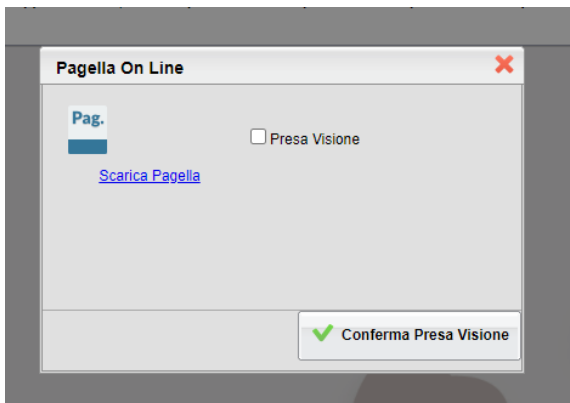 Pagella On Line
Pag.
Presa Visione
Scarica Pagella
Conferma Presa Visione